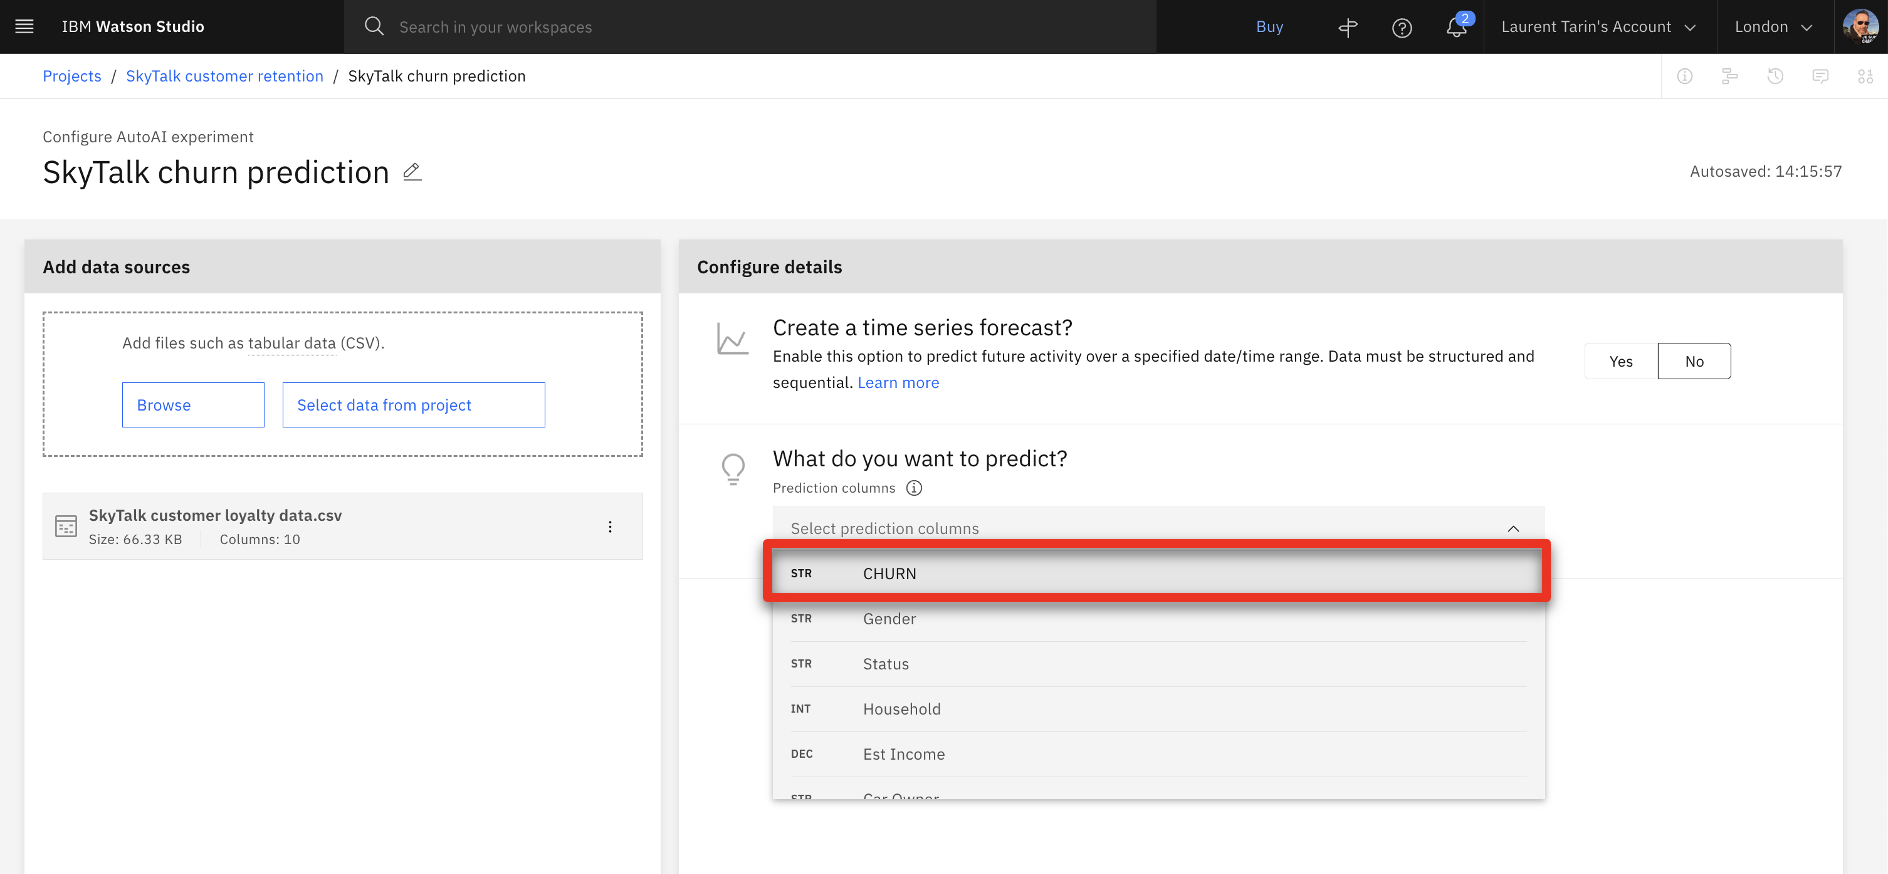 IBM Watson Studio
Search in your workspaces
Buy
2
Laurent Tarin's Account
London
Projects / SkyTalk customer retention / SkyTalk churn prediction
Configure AutoAI experiment
SkyTalk churn prediction
Autosaved: 14:15:57
Add data sources
Add files such as tabular data (CSV).
Browse
Select data from project
SkyTalk customer loyalty data.csv
Size: 66.33 KB
Columns: 10
Configure details
Create a time series forecast?
Enable this option to predict future activity over a specified date/time range. Data must be structured and
sequential. Learn more
Yes
No
What do you want to predict?
Prediction columns
Select prediction columns
STR CHURN
STR Gender
STR Status
INT Household
DEC Est Income
STR Car Owner